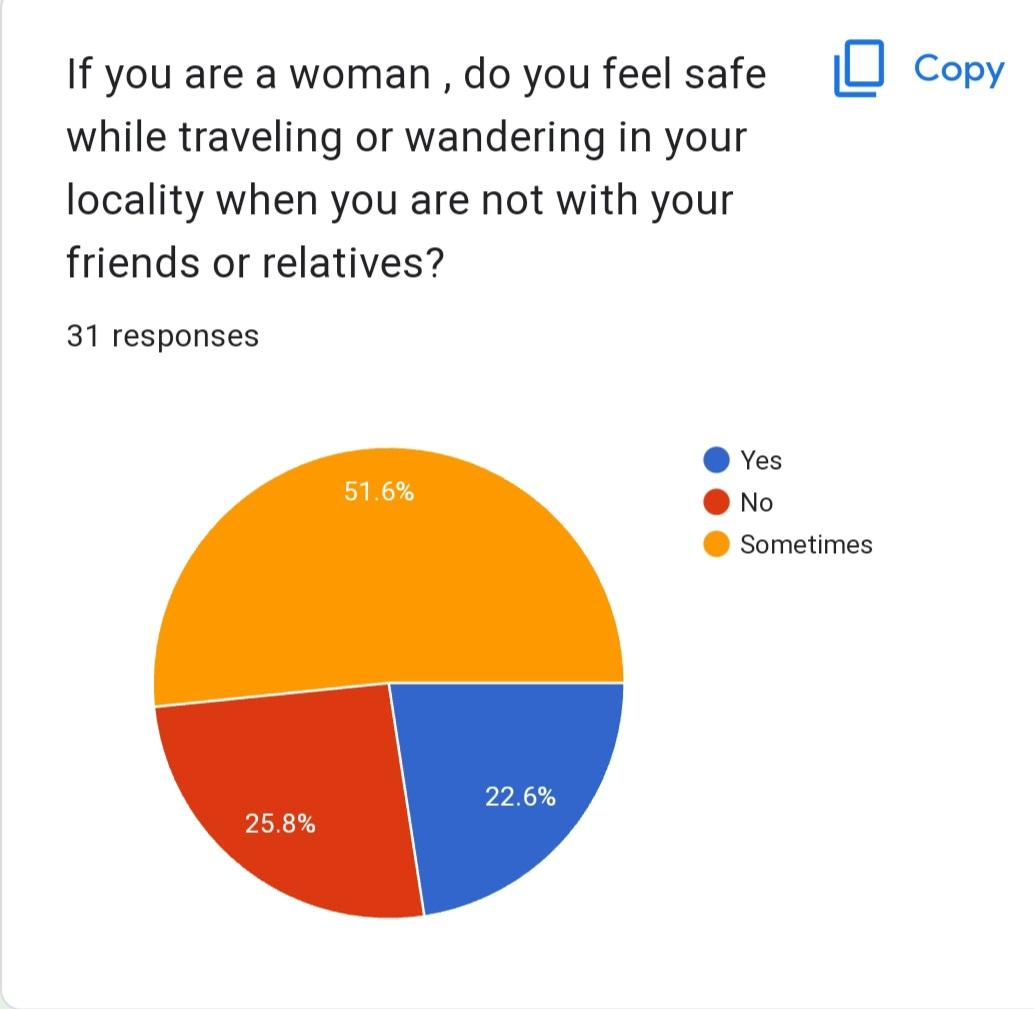 If you are a woman , do you feel safe
while traveling or wandering in your
locality when you are not with your
friends or relatives?
Copy
31 responses
51.6%
25.8%
22.6%
Yes
No
Sometimes